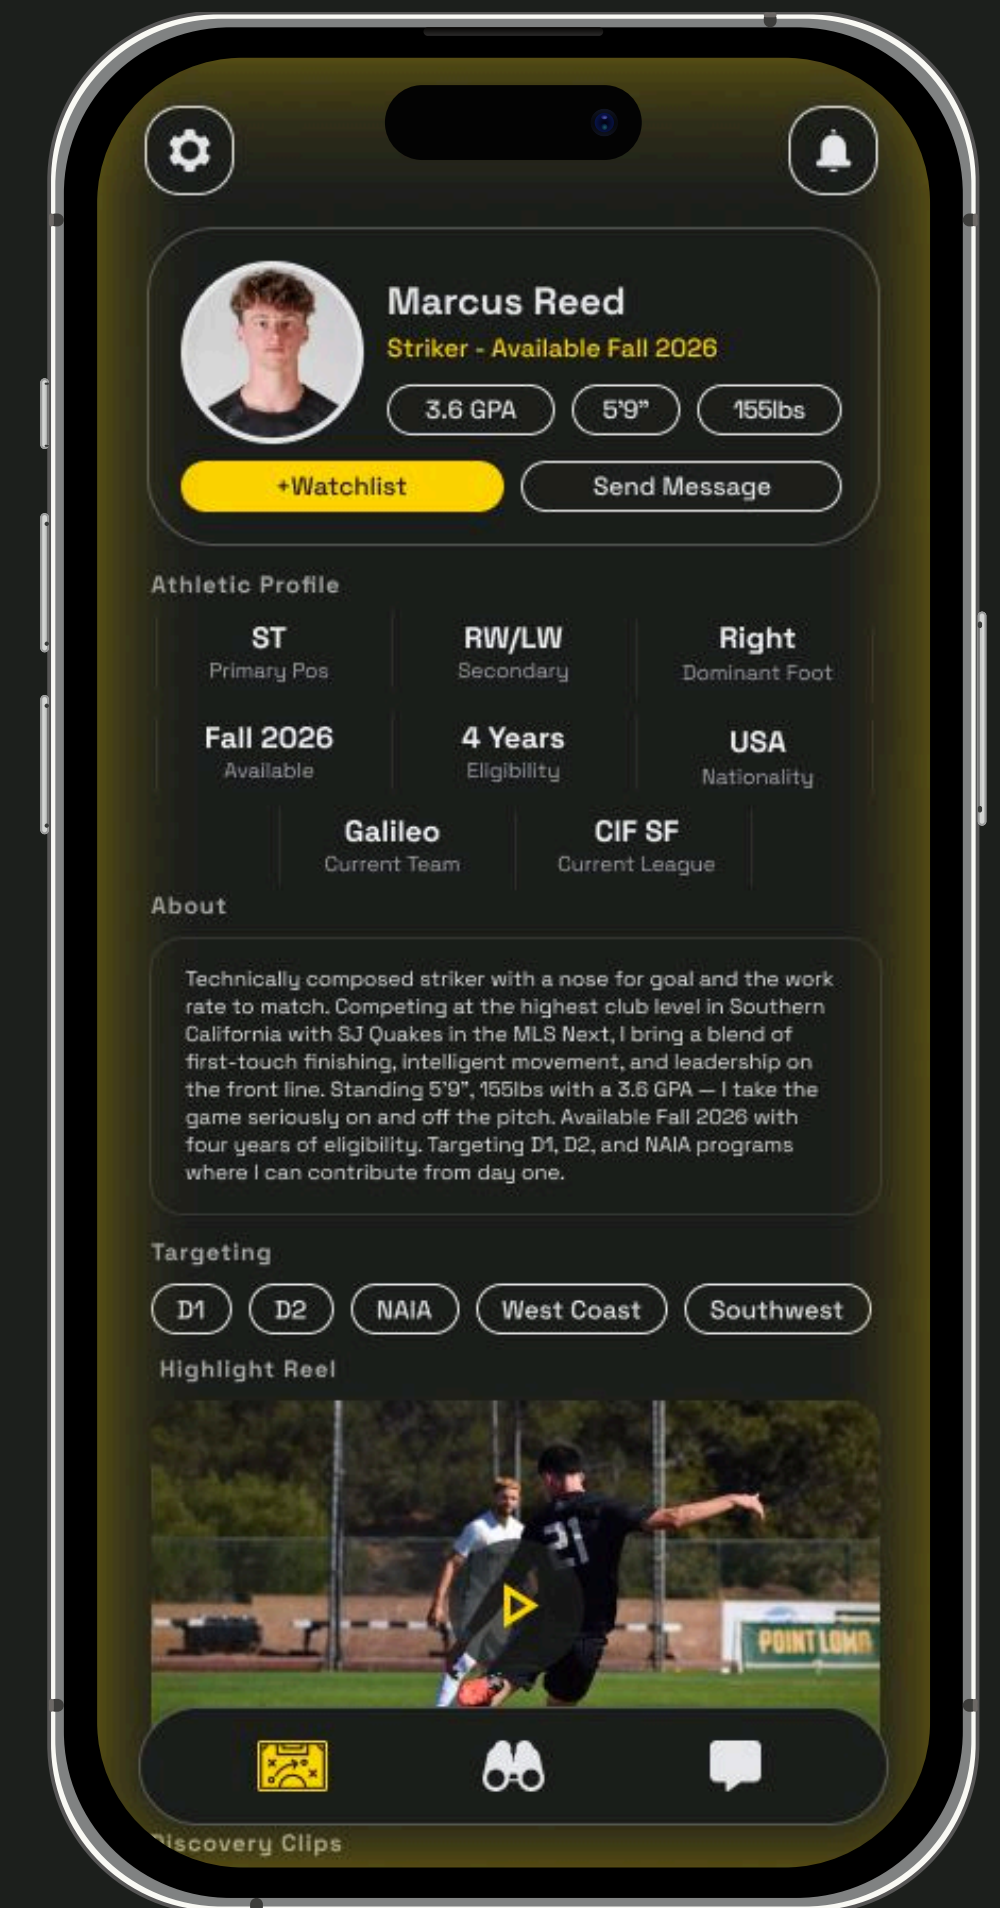 Marcus Reed
Striker - Available Fall 2026
3.6 GPA 5'9" 155lbs
+Watchlist Send Message
Athletic Profile
ST RW/LW Right
Primary Pos Secondary Dominant Foot
Fall 2026 4 Years USA
Available Eligibility Nationality
Galileo CIF SF
Current Team Current League
About
Technically composed striker with a nose for goal and the work
rate to match. Competing at the highest club level in Southern
California with SJ Quakes in the MLS Next, I bring a blend of
first-touch finishing, intelligent movement, and leadership on
the front line. Standing 5'9", 155lbs with a 3.6 GPA — I take the
game seriously on and off the pitch. Available Fall 2026 with
four years of eligibility. Targeting D1, D2, and NAIA programs
where I can contribute from day one.
Targeting
D1 D2 NAIA West Coast Southwest
Highlight Reel
21
POINT LOMA
Discovery Clips